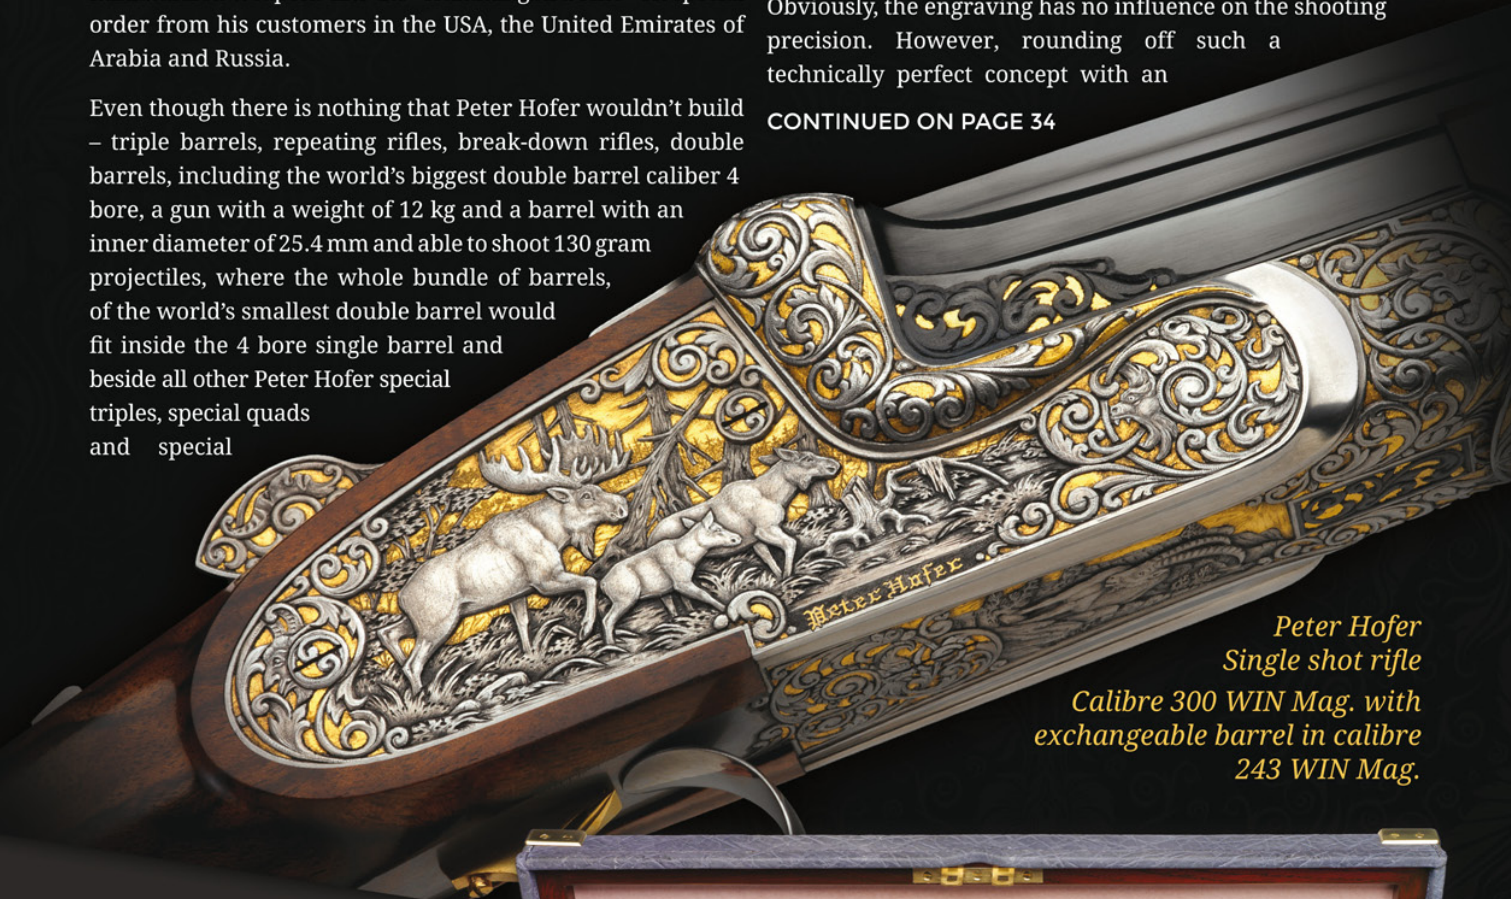 order from his customers in the USA, the United Emirates of
Arabia and Russia.
Even though there is nothing that Peter Hofer wouldn’t build
– triple barrels, repeating rifles, break-down rifles, double
barrels, including the world’s biggest double barrel caliber 4
bore, a gun with a weight of 12 kg and a barrel with an
inner diameter of 25.4 mm and able to shoot 130 gram
projectiles, where the whole bundle of barrels,
of the world’s smallest double barrel would
fit inside the 4 bore single barrel and
beside all other Peter Hofer special
triples, special quads
and special
Obviously, the engraving has no influence on the shooting
precision. However, rounding off such a
technically perfect concept with an
CONTINUED ON PAGE 34
Peter Hofer
Peter Hofer
Single shot rifle
Calibre 300 WIN Mag. with
exchangeable barrel in calibre
243 WIN Mag.